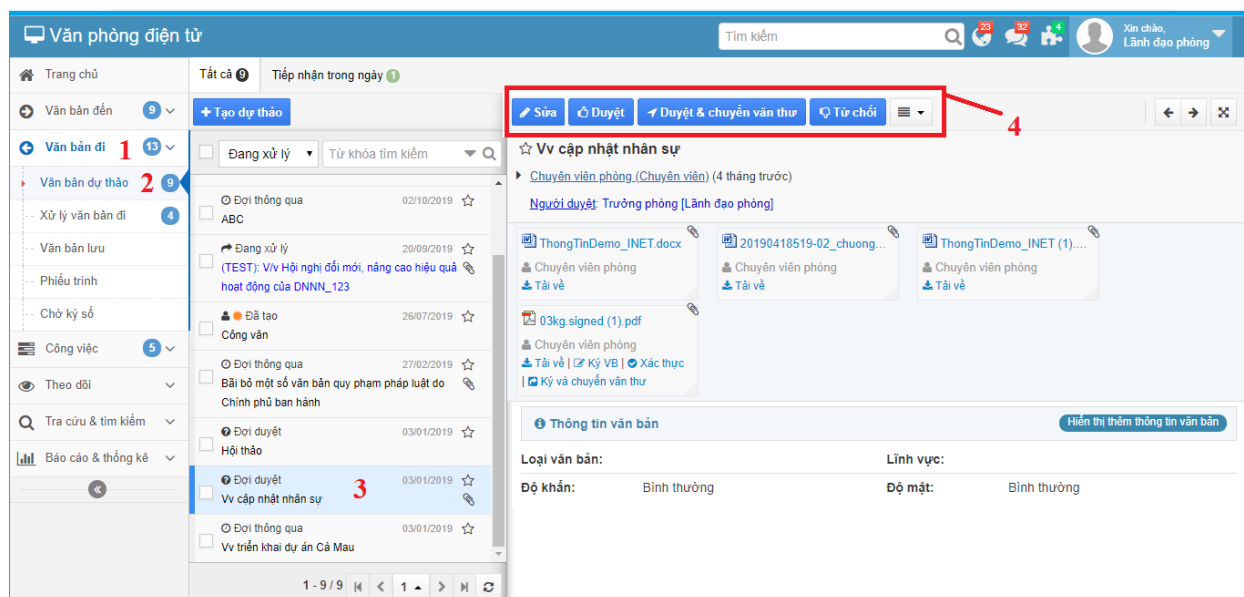 Văn phòng điện tử
Tìm kiếm
23
32
4
Xin chào,
Lãnh đạo phòng
Trang chủ
Văn bản đến 9
Văn bản đi 1 13
Văn bản dự thảo 2 9
Xử lý văn bản đi 4
Văn bản lưu
Phiếu trình
Chờ ký số
Công việc 5
Theo dõi
Tra cứu & tìm kiếm
Báo cáo & thống kê
Tất cả 9 Tiếp nhận trong ngày 1
+ Tạo dự thảo
Đang xử lý Từ khóa tìm kiếm
Đợi thông qua 02/10/2019
ABC
Đang xử lý 20/09/2019
(TEST): V/v Hội nghị đổi mới, nâng cao hiệu quả
hoạt động của DNNN_123
Đã tạo 26/07/2019
Công văn
Đợi thông qua 27/02/2019
Bãi bỏ một số văn bản quy phạm pháp luật do
Chính phủ ban hành
Đợi duyệt 03/01/2019
Hội thảo
Đợi duyệt 03/01/2019
Vv cập nhật nhân sự 3
Đợi thông qua 03/01/2019
Vv triển khai dự án Cà Mau
1 - 9 / 9 1
Sửa Duyệt Duyệt & chuyển văn thư Từ chối
4
Vv cập nhật nhân sự
Chuyên viên phòng (Chuyên viên) (4 tháng trước)
Người duyệt: Trưởng phòng [Lãnh đạo phòng]
ThongTinDemo_INET.docx
Chuyên viên phòng
Tải về
20190418519-02_chuong...
Chuyên viên phòng
Tải về
ThongTinDemo_INET (1)....
Chuyên viên phòng
Tải về
03kg.signed (1).pdf
Chuyên viên phòng
Tải về | Ký VB | Xác thực
| Ký và chuyển văn thư
Thông tin văn bản Hiển thị thêm thông tin văn bản
Loại văn bản: Lĩnh vực:
Độ khẩn: Bình thường Độ mật: Bình thường